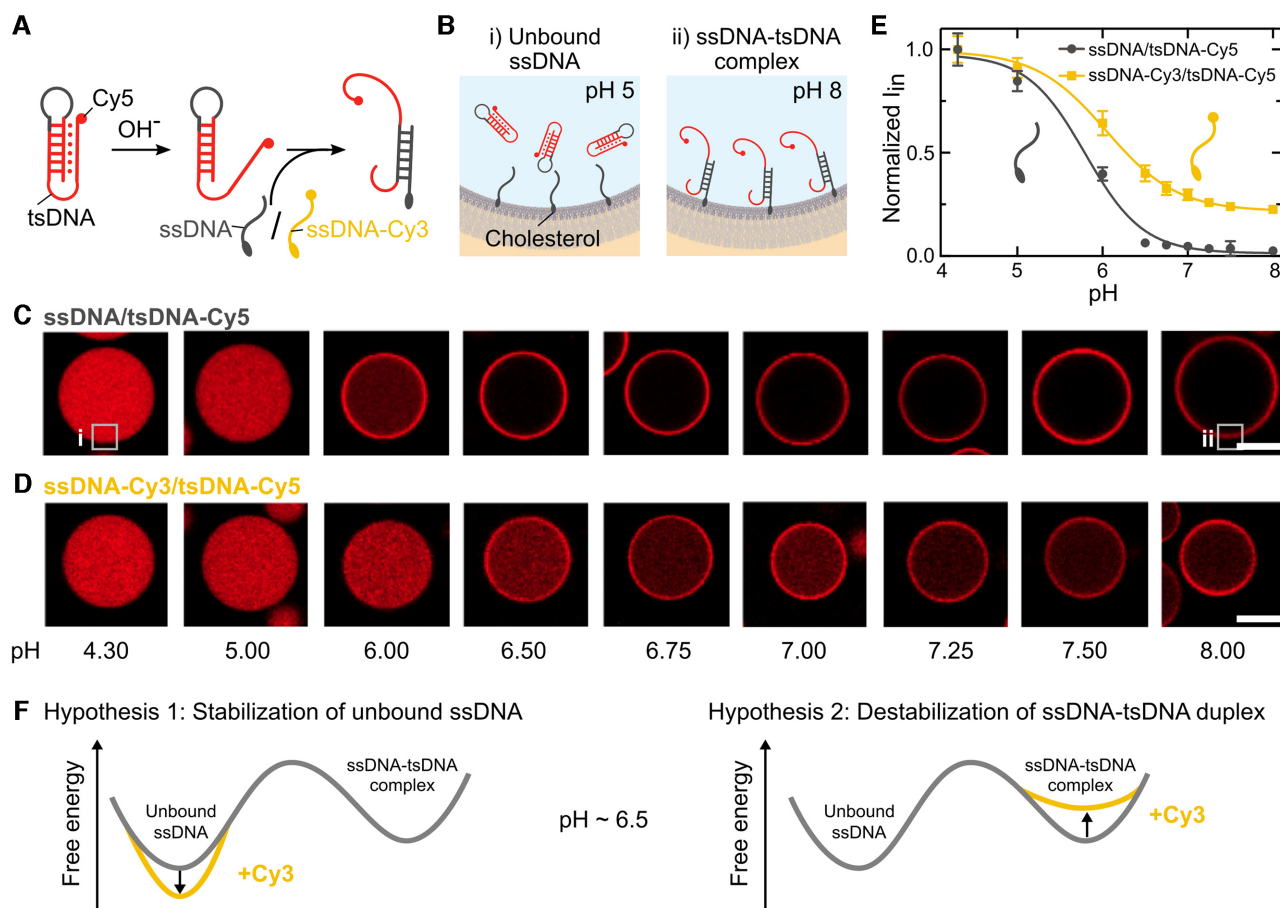 A
Cy5
OH⁻
tsDNA
ssDNA
/
ssDNA-Cy3
B
i) Unbound
ssDNA
pH 5
Cholesterol
ii) ssDNA-tsDNA
complex
pH 8
E
ssDNA/tsDNA-Cy5
ssDNA-Cy3/tsDNA-Cy5
Normalized Iin
1.0
0.5
0.0
4 5 6 7 8
pH
C ssDNA/tsDNA-Cy5
i
ii
D ssDNA-Cy3/tsDNA-Cy5
pH 4.30 5.00 6.00 6.50 6.75 7.00 7.25 7.50 8.00
F Hypothesis 1: Stabilization of unbound ssDNA
Free energy
Unbound
ssDNA
ssDNA-tsDNA
complex
+Cy3
pH ~ 6.5
Hypothesis 2: Destabilization of ssDNA-tsDNA duplex
Free energy
Unbound
ssDNA
ssDNA-tsDNA
complex
+Cy3